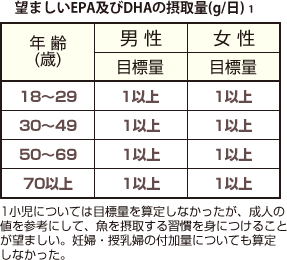 望ましいEPA及びDHAの摂取量(g/日) 1
年 齢 男 性 女 性
(歳) 目標量 目標量
18〜29 1以上 1以上
30〜49 1以上 1以上
50〜69 1以上 1以上
70以上 1以上 1以上
1小児については目標量を算定しなかったが、成人の
値を参考にして、魚を摂取する習慣を身につけること
が望ましい。妊婦・授乳婦の付加量についても算定
しなかった。